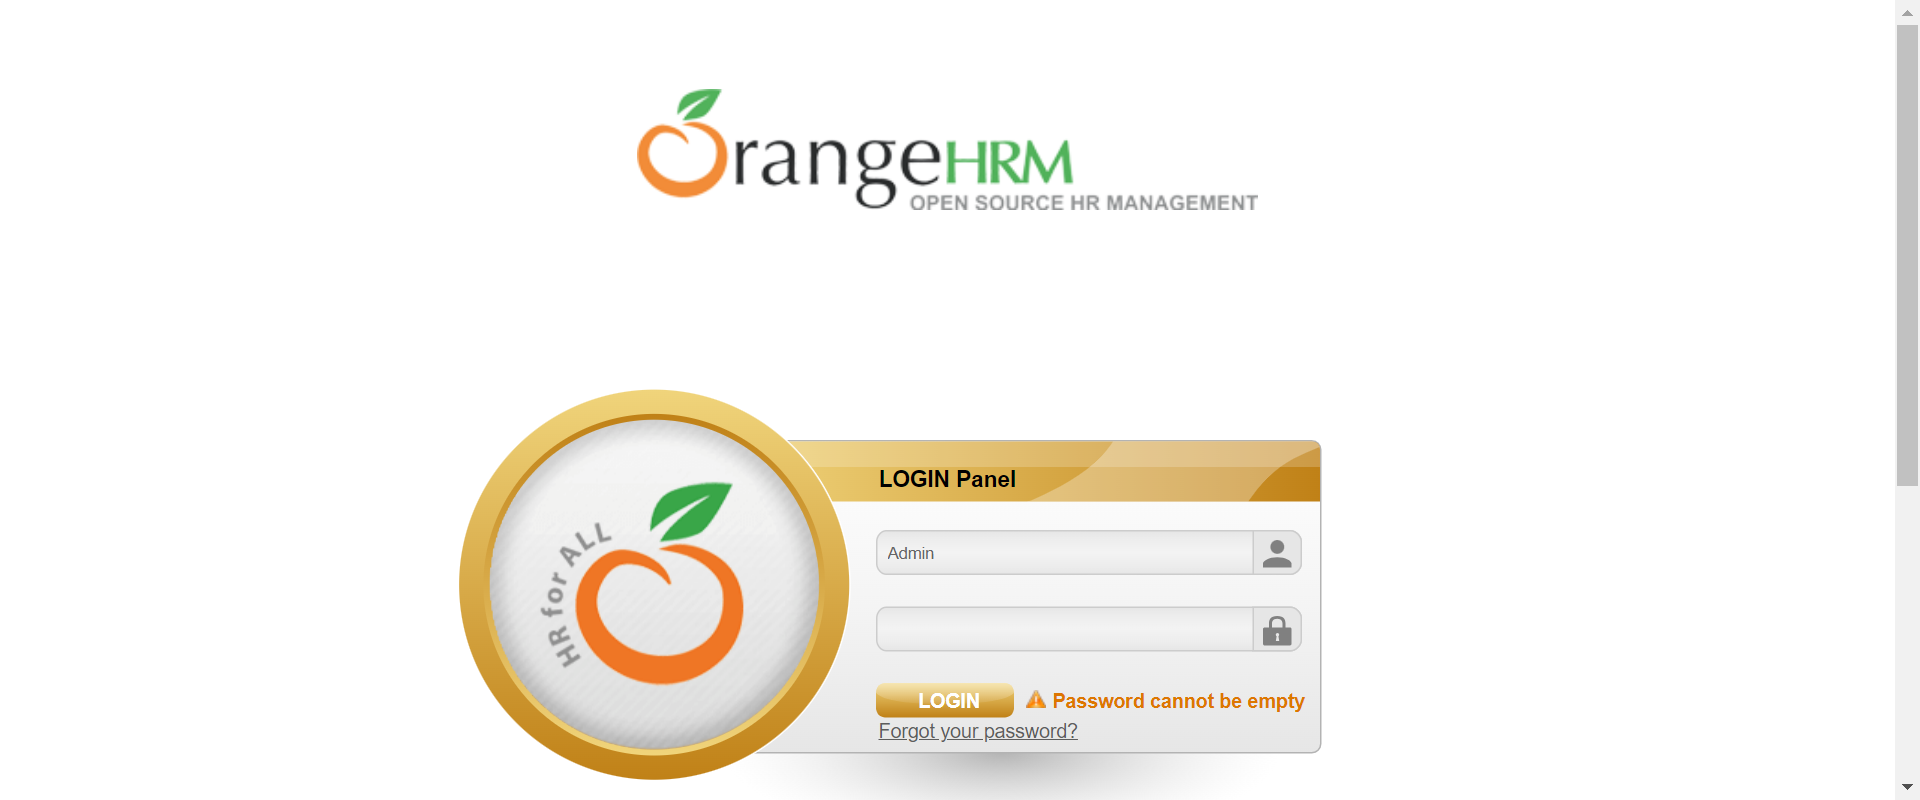 OrangeHRM
OPEN SOURCE HR MANAGEMENT
HR for ALL
LOGIN Panel
Admin
LOGIN
Password cannot be empty
Forgot your password?